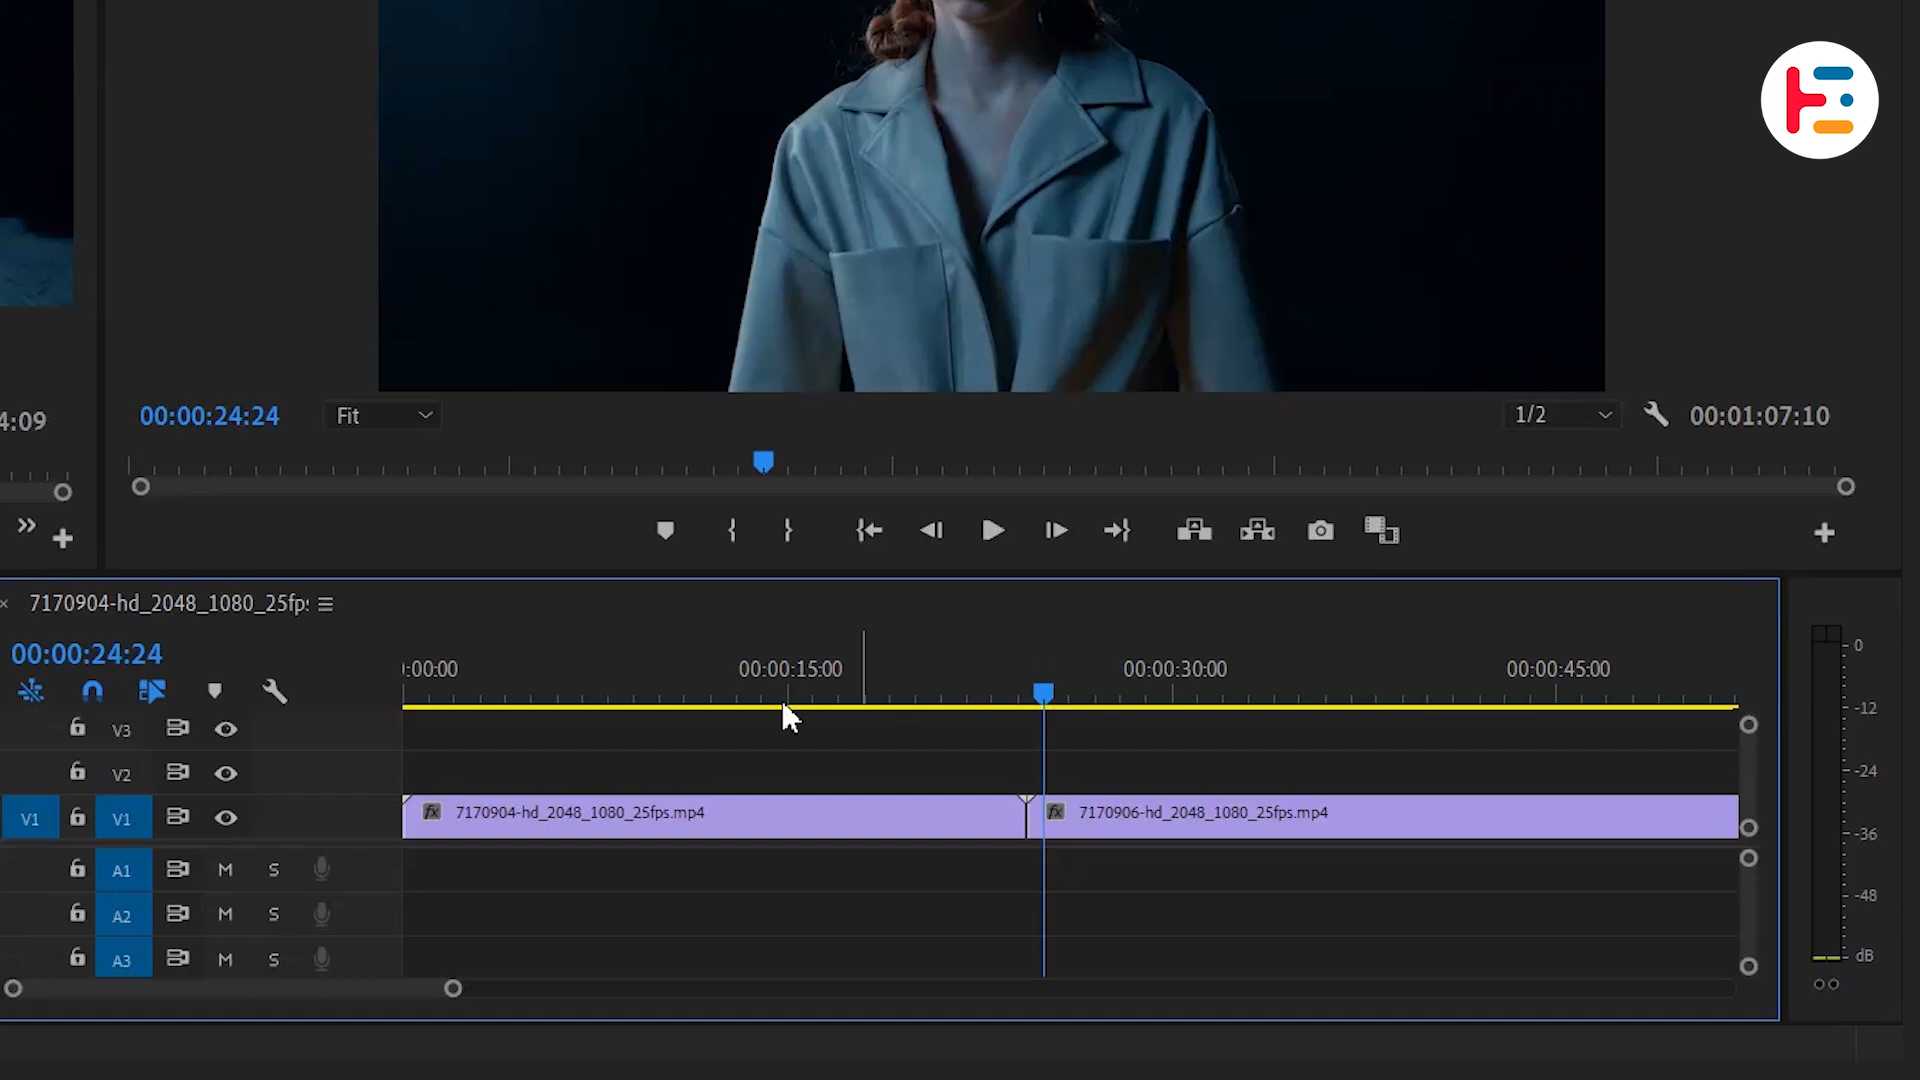 4:09
00:00:24:24
Fit
1/2
00:01:07:10
7170904-hd_2048_1080_25fp
00:00:24:24
:00:00
00:00:15:00
00:00:30:00
00:00:45:00
V3
V2
V1 V1
fx 7170904-hd_2048_1080_25fps.mp4
fx 7170906-hd_2048_1080_25fps.mp4
A1 M S
A2 M S
A3 M S
0
-12
-24
-36
-48
dB